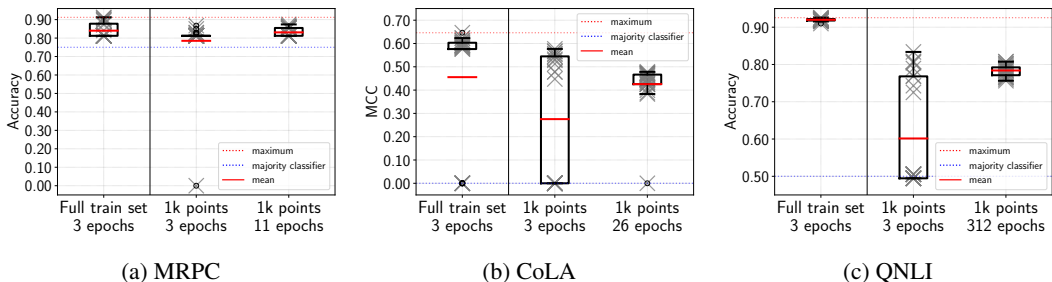 0.90
0.80
0.70
0.60
0.50
0.40
0.30
0.20
0.10
0.00
Accuracy
maximum
majority classifier
mean
Full train set
3 epochs
1k points
3 epochs
1k points
11 epochs
(a) MRPC
0.70
0.60
0.50
0.40
0.30
0.20
0.10
0.00
MCC
maximum
majority classifier
mean
Full train set
3 epochs
1k points
3 epochs
1k points
26 epochs
(b) CoLA
0.90
0.80
0.70
0.60
0.50
Accuracy
maximum
majority classifier
mean
Full train set
3 epochs
1k points
3 epochs
1k points
312 epochs
(c) QNLI